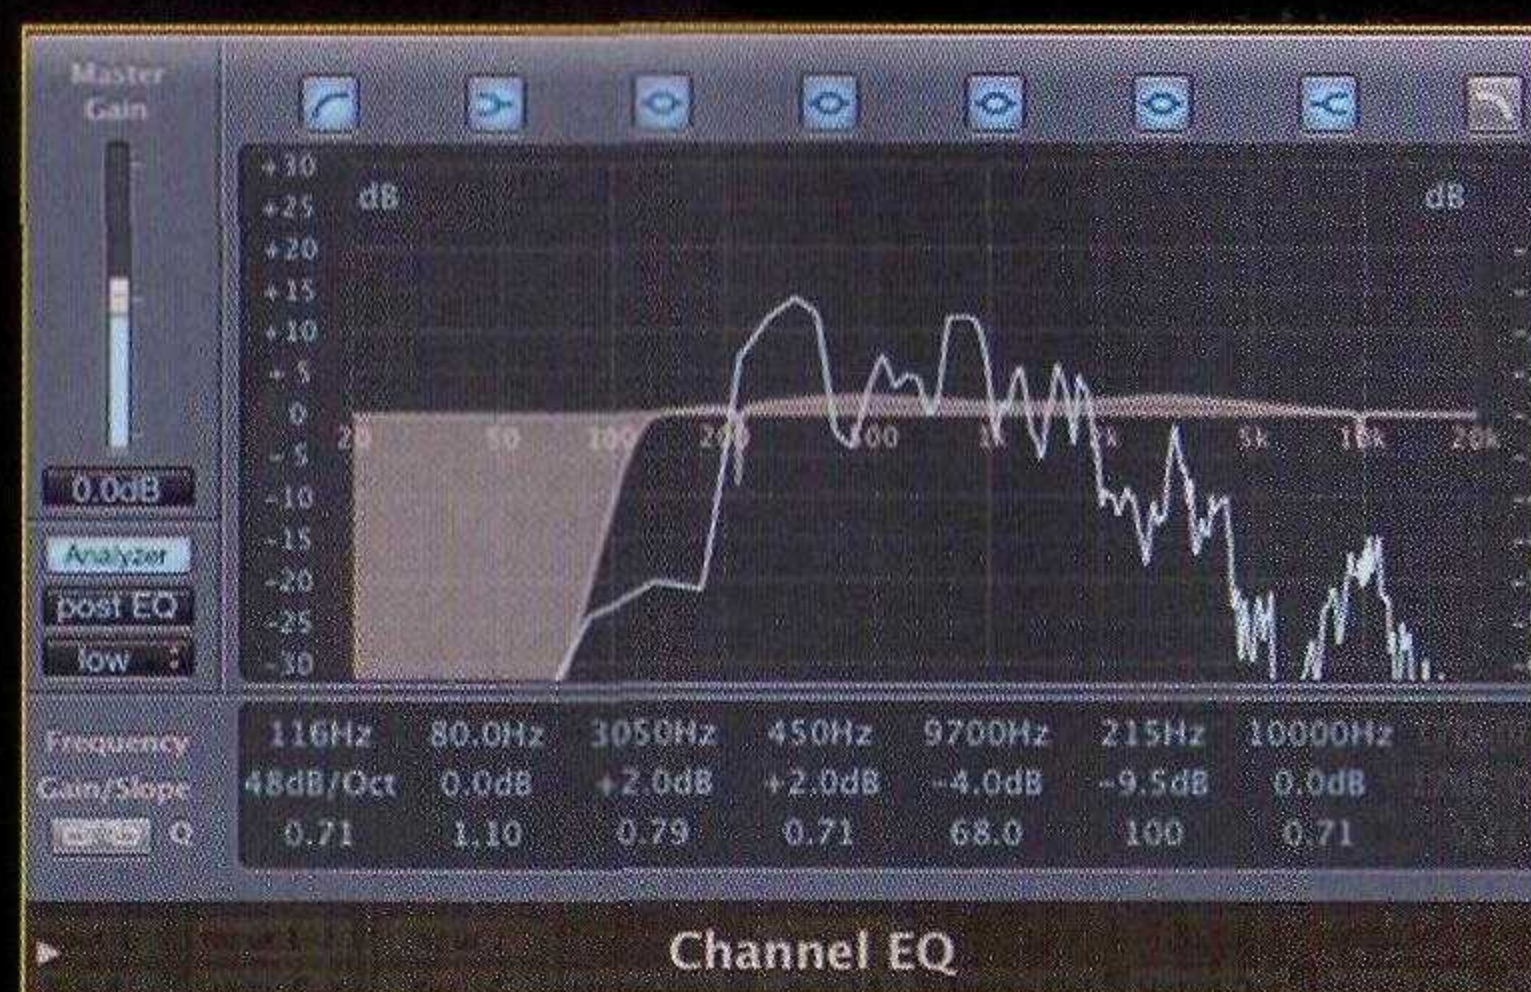 Master
Gain
0.0dB
Analyzer
post EQ
low
+30
+25
+20
+15
+10
+5
0
-5
-10
-15
-20
-25
-30
dB
dB
20 50 100 200 1k 5k 10k 20k
Frequency 116Hz 80.0Hz 3050Hz 450Hz 9700Hz 215Hz 10000Hz
Gain/Slope 48dB/Oct 0.0dB +2.0dB +2.0dB -4.0dB -9.5dB 0.0dB
Q 0.71 1.10 0.79 0.71 68.0 100 0.71
Channel EQ